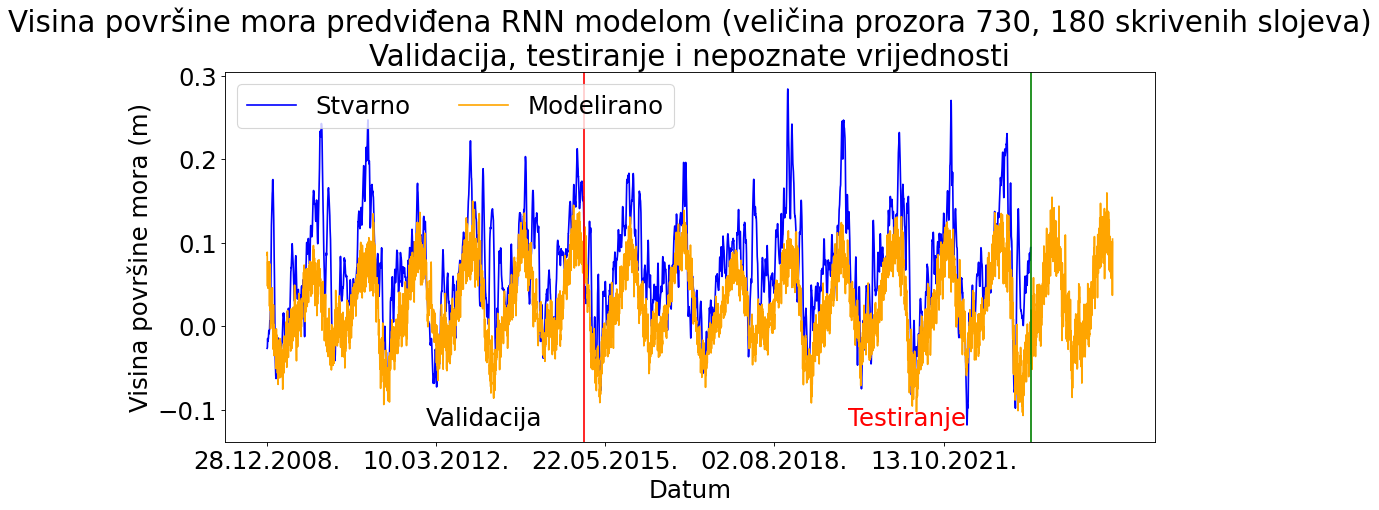 Visina površine mora predviđena RNN modelom (veličina prozora 730, 180 skrivenih slojeva)
Validacija, testiranje i nepoznate vrijednosti
Stvarno
Modelirano
Visina površine mora (m)
0.3
0.2
0.1
0.0
−0.1
Validacija
Testiranje
28.12.2008.
10.03.2012.
22.05.2015.
02.08.2018.
13.10.2021.
Datum